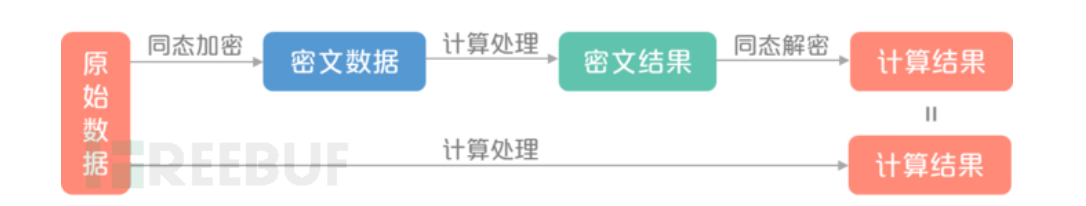 原始数据
同态加密
密文数据
计算处理
密文结果
同态解密
计算结果
=
计算处理
计算结果
FREEBUF